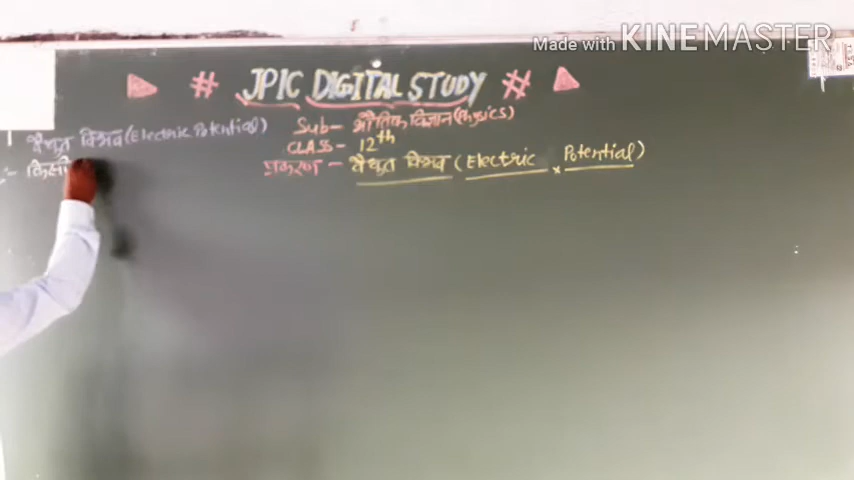 Made with KINEMASTER
# JPIC DIGITAL STUDY #
Sub- भौतिक विज्ञान (Physics)
CLASS- 12th
प्रकरण - वैधुत विभव (Electric Potential)
वैधुत विभव (Electric Potential)
:- किसी